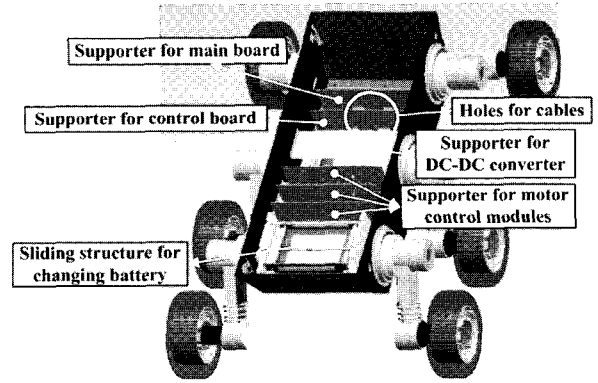 Supporter for main board
Supporter for control board
Holes for cables
Supporter for
DC-DC converter
Supporter for motor
control modules
Sliding structure for
changing battery